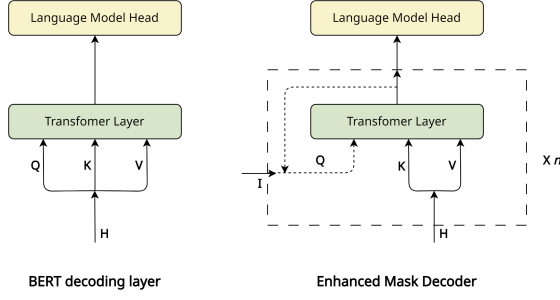 Language Model Head
Language Model Head
Transfomer Layer
Transfomer Layer
Q
K
V
Q
K
V
X n
I
H
H
BERT decoding layer
Enhanced Mask Decoder